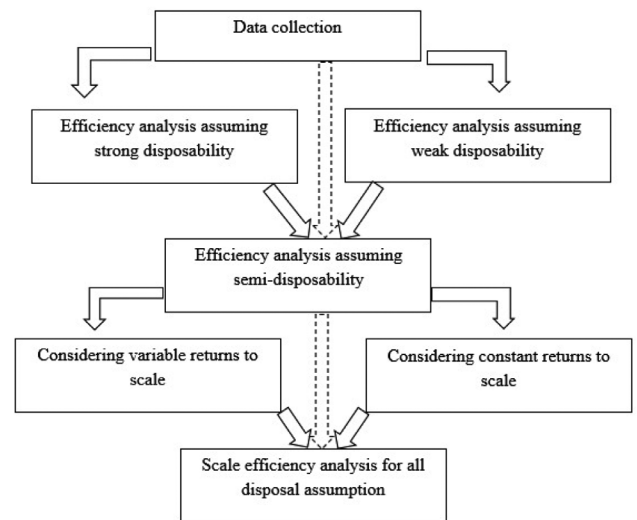 Data collection
Efficiency analysis assuming
strong disposability
Efficiency analysis assuming
weak disposability
Efficiency analysis assuming
semi-disposability
Considering variable returns to
scale
Considering constant returns to
scale
Scale efficiency analysis for all
disposal assumption